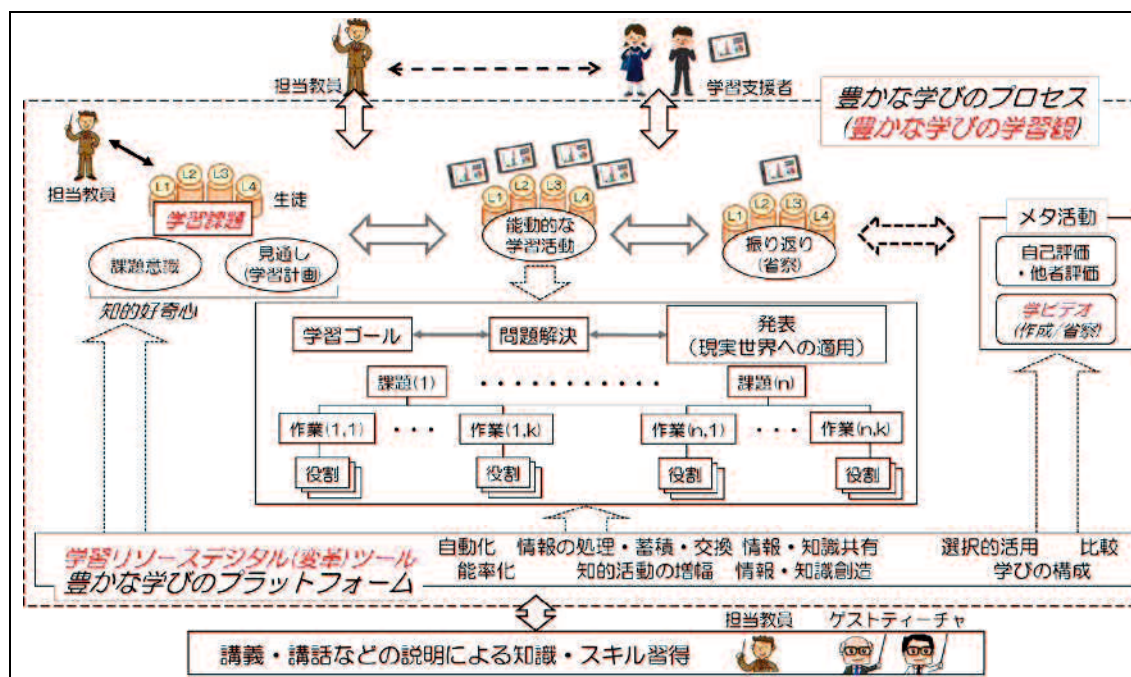 担当教員
学習支援者
豊かな学びのプロセス
(豊かな学びの学習観)
担当教員
L1 L2 L3 L4
生徒
学習課題
課題意識
見通し
(学習計画)
知的好奇心
L1 L2 L3 L4
能動的な
学習活動
L1 L2 L3 L4
振り返り
(省察)
メタ活動
自己評価
・他者評価
学ビデオ
(作成/省察)
学習ゴール
問題解決
発表
(現実世界への適用)
課題(1)
・・・・・・・・・・・
課題(n)
作業(1,1) ・・・ 作業(1,k)
作業(n,1) ・・・ 作業(n,k)
役割
役割
役割
役割
学習リソースデジタル(変革)ツール
豊かな学びのプラットフォーム
自動化 情報の処理・蓄積・交換 情報・知識共有
能率化 知的活動の増幅 情報・知識創造
選択的活用 比較
学びの構成
担当教員 ゲストティーチャ
講義・講話などの説明による知識・スキル習得